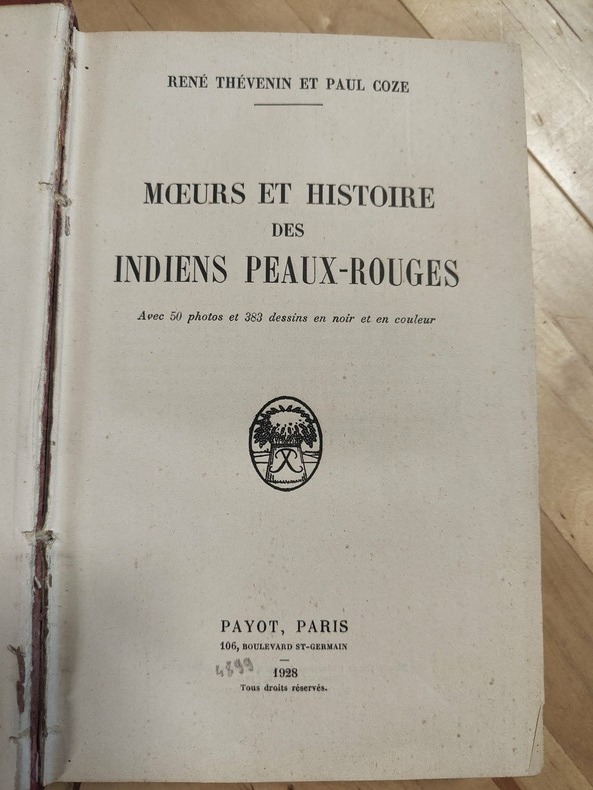 RENÉ THÉVENIN ET PAUL COZE
MŒURS ET HISTOIRE
DES
INDIENS PEAUX-ROUGES
Avec 50 photos et 383 dessins en noir et en couleur
PAYOT, PARIS
106, BOULEVARD ST-GERMAIN
4899
1928
Tous droits réservés.